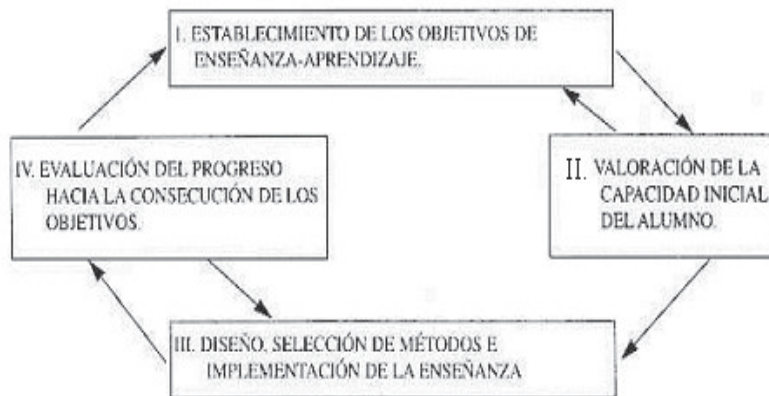 I. ESTABLECIMIENTO DE LOS OBJETIVOS DE
ENSEÑANZA-APRENDIZAJE.
IV. EVALUACIÓN DEL PROGRESO
HACIA LA CONSECUCIÓN DE LOS
OBJETIVOS.
II. VALORACIÓN DE LA
CAPACIDAD INICIAL
DEL ALUMNO.
III. DISEÑO, SELECCIÓN DE MÉTODOS E
IMPLEMENTACIÓN DE LA ENSEÑANZA